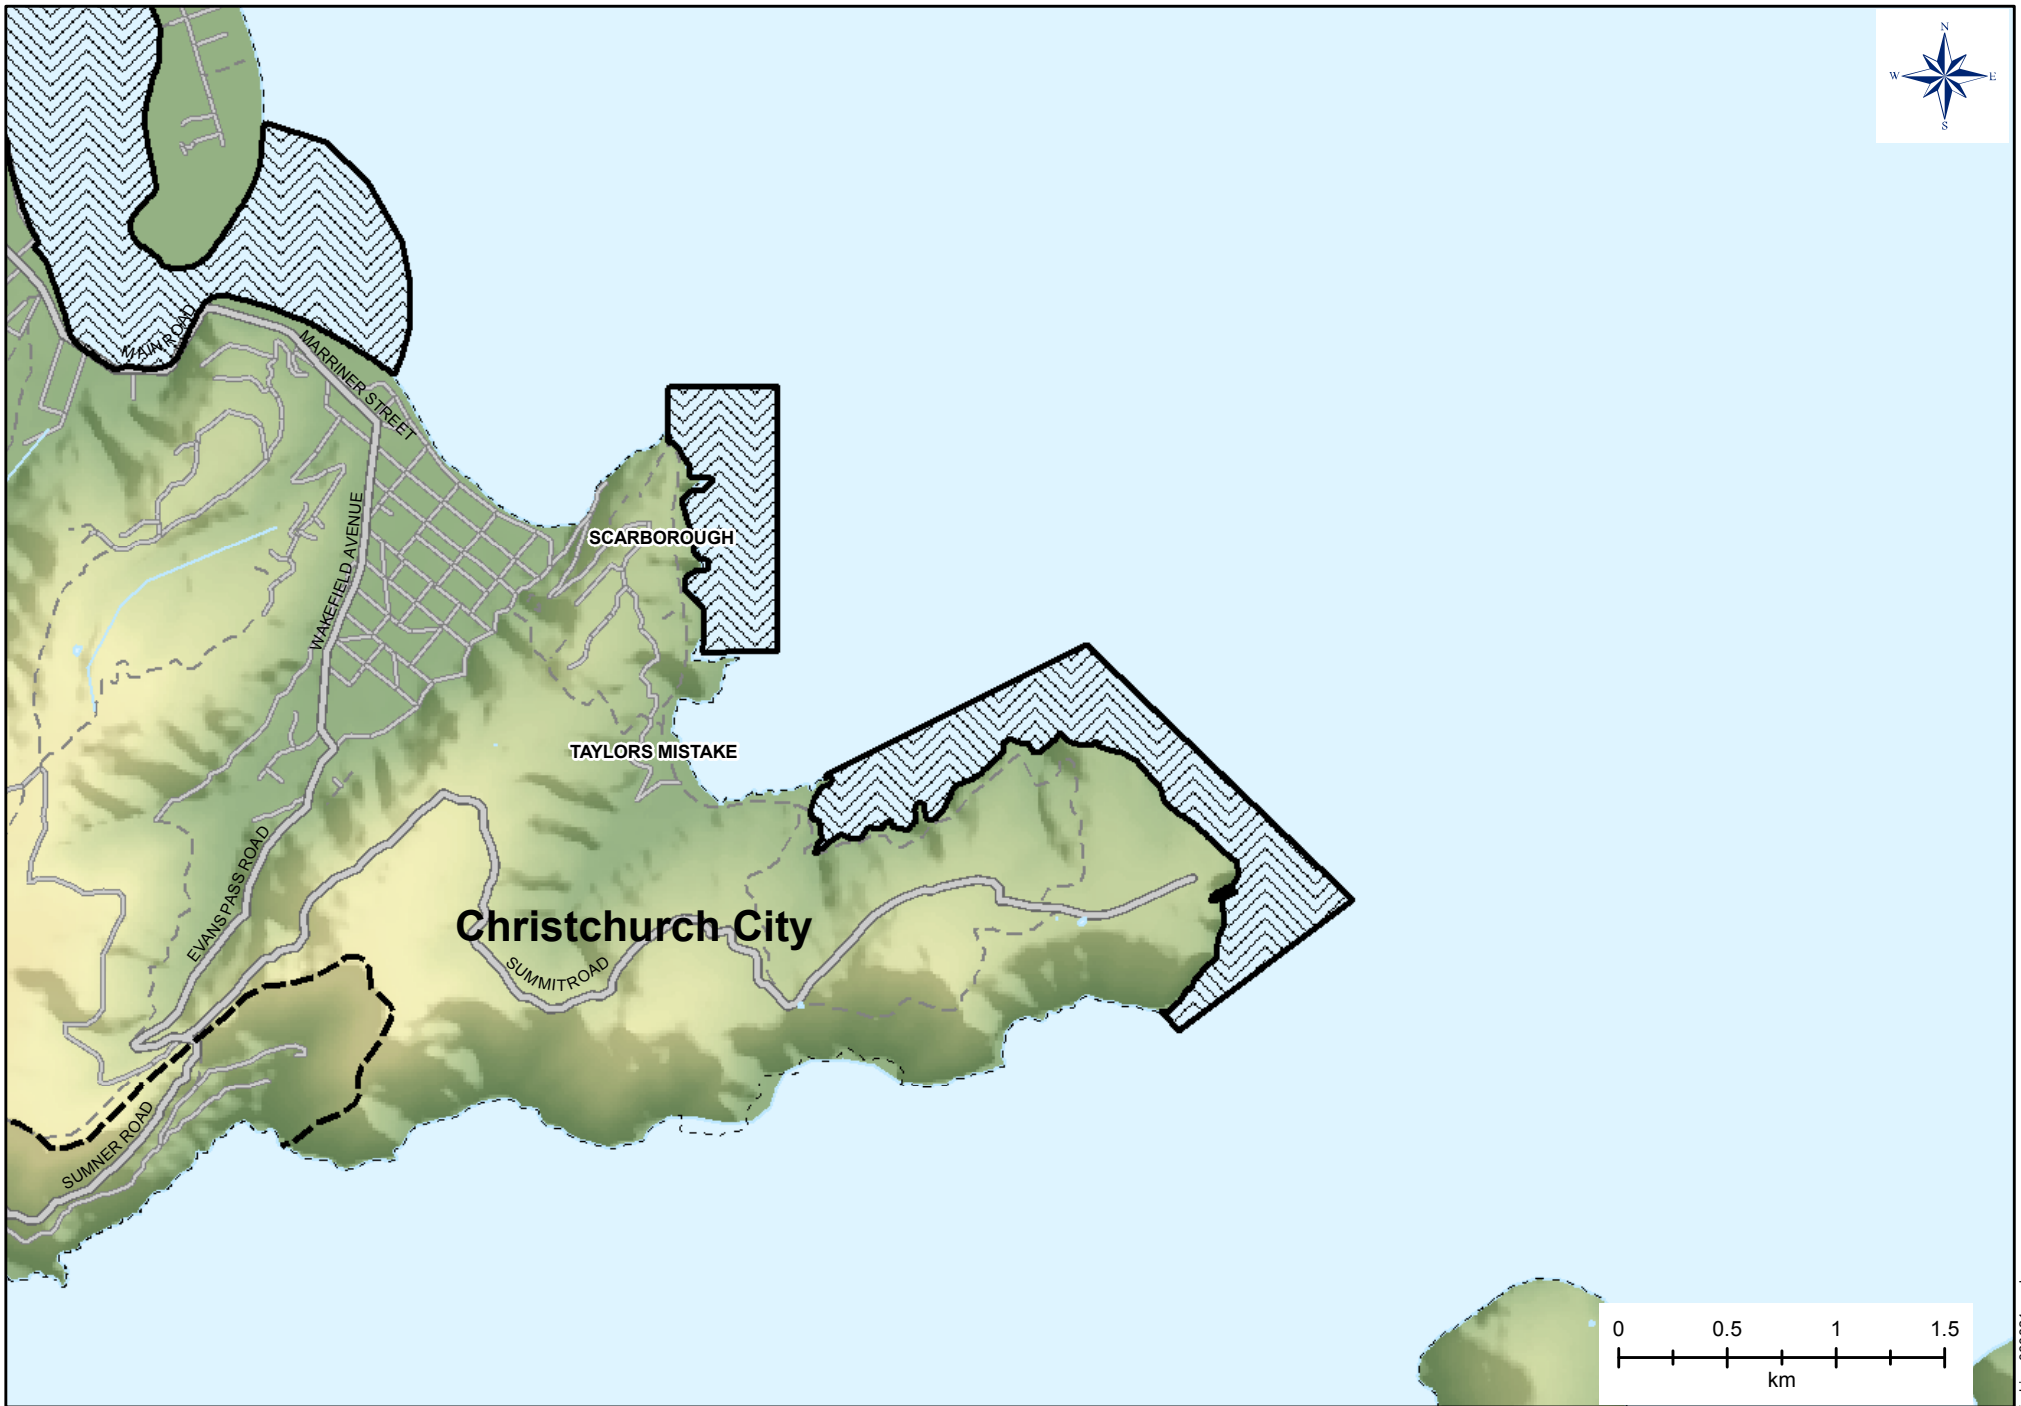 N
W E
S
MAIN ROAD
MARRINER STREET
WAKEFIELD AVENUE
SCARBOROUGH
TAYLORS MISTAKE
EVANS PASS ROAD
Christchurch City
SUMMIT ROAD
SUMNER ROAD
0 0.5 1 1.5
km